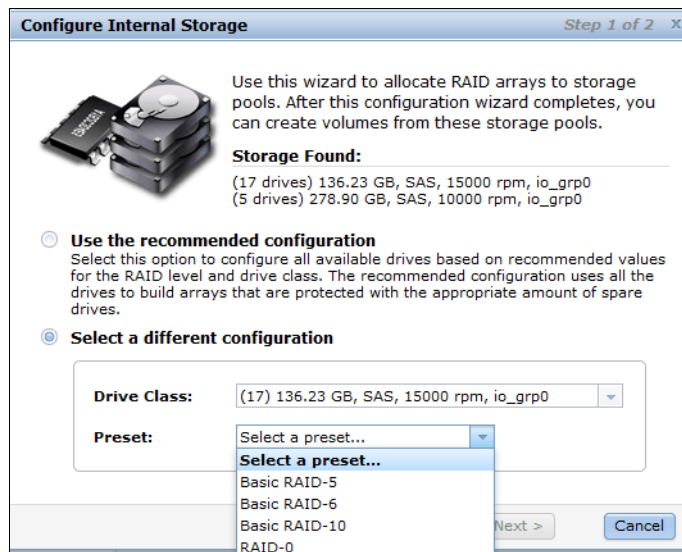 Configure Internal Storage
Step 1 of 2 x
Use this wizard to allocate RAID arrays to storage
pools. After this configuration wizard completes, you
can create volumes from these storage pools.
Storage Found:
(17 drives) 136.23 GB, SAS, 15000 rpm, io_grp0
(5 drives) 278.90 GB, SAS, 10000 rpm, io_grp0
Use the recommended configuration
Select this option to configure all available drives based on recommended values
for the RAID level and drive class. The recommended configuration uses all the
drives to build arrays that are protected with the appropriate amount of spare
drives.
Select a different configuration
Drive Class: (17) 136.23 GB, SAS, 15000 rpm, io_grp0
Preset: Select a preset...
Select a preset...
Basic RAID-5
Basic RAID-6
Basic RAID-10
RAID-0
Next >
Cancel